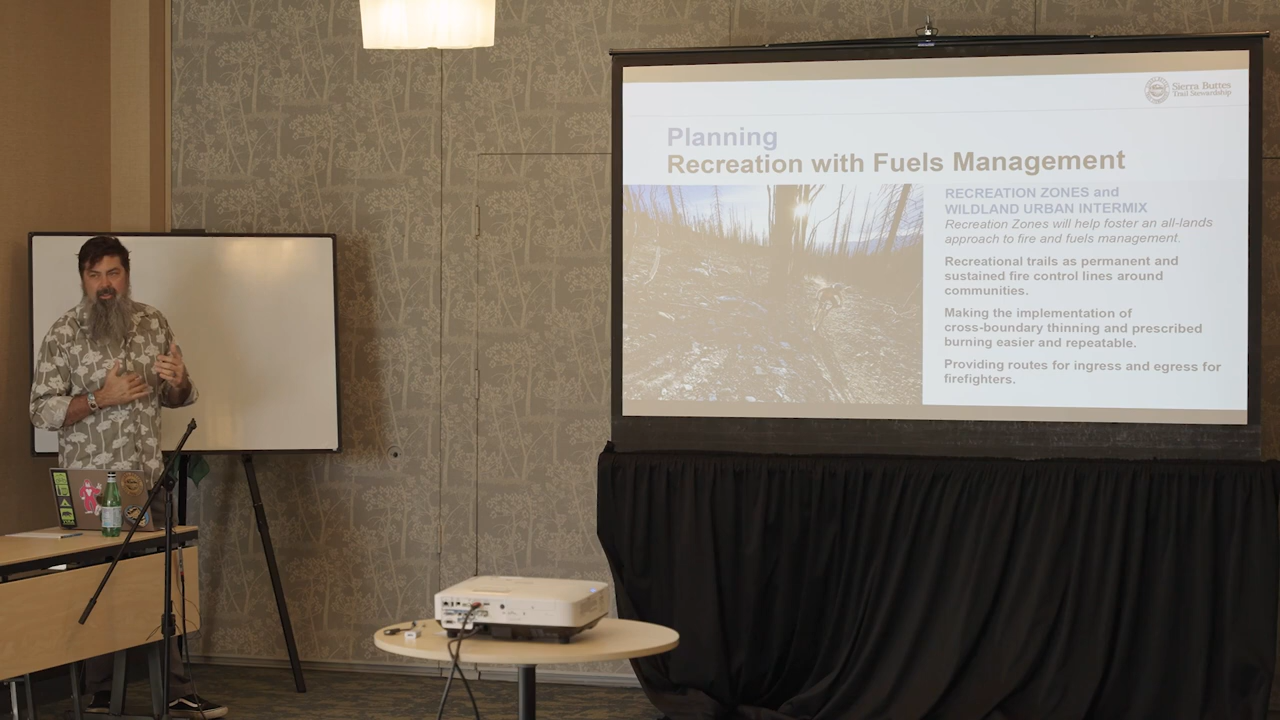 Sierra Buttes
Trail Stewardship
Planning
Recreation with Fuels Management
RECREATION ZONES and
WILDLAND URBAN INTERMIX
Recreation Zones will help foster an all-lands
approach to fire and fuels management.
Recreational trails as permanent and
sustained fire control lines around
communities.
Making the implementation of
cross-boundary thinning and prescribed
burning easier and repeatable.
Providing routes for ingress and egress for
firefighters.